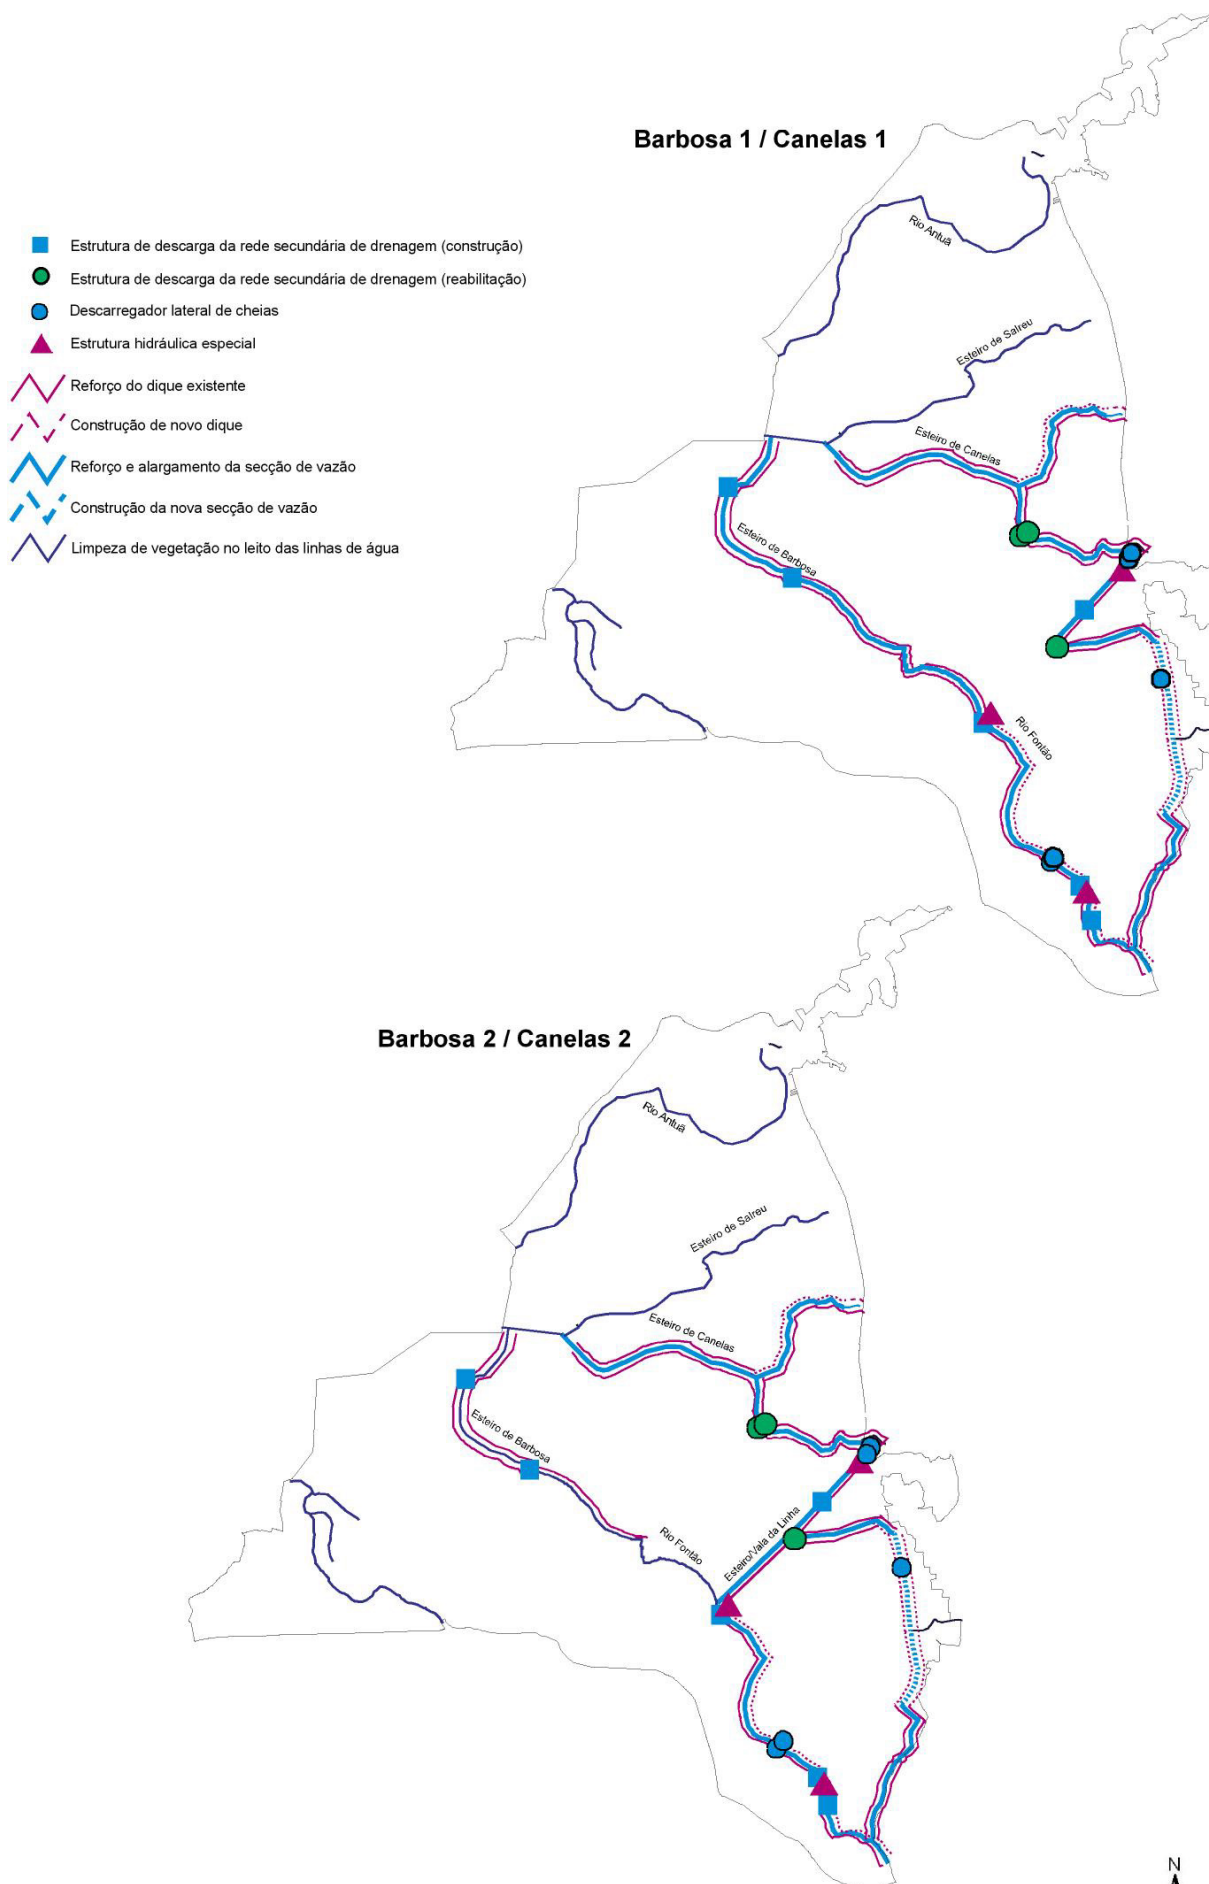 Barbosa 1 / Canelas 1
Rio Antuã
Estrutura de descarga da rede secundária de drenagem (construção)
Estrutura de descarga da rede secundária de drenagem (reabilitação)
Descarregador lateral de cheias
Estrutura hidráulica especial
Reforço do dique existente
Construção de novo dique
Reforço e alargamento da secção de vazão
Construção da nova secção de vazão
Limpeza de vegetação no leito das linhas de água
Esteiro de Salreu
Esteiro de Canelas
Esteiro de Barbosa
Rio Fontão
Barbosa 2 / Canelas 2
Rio Antuã
Esteiro de Salreu
Esteiro de Canelas
Esteiro de Barbosa
Rio Fontão
Esteiro/Vala da Linha
N